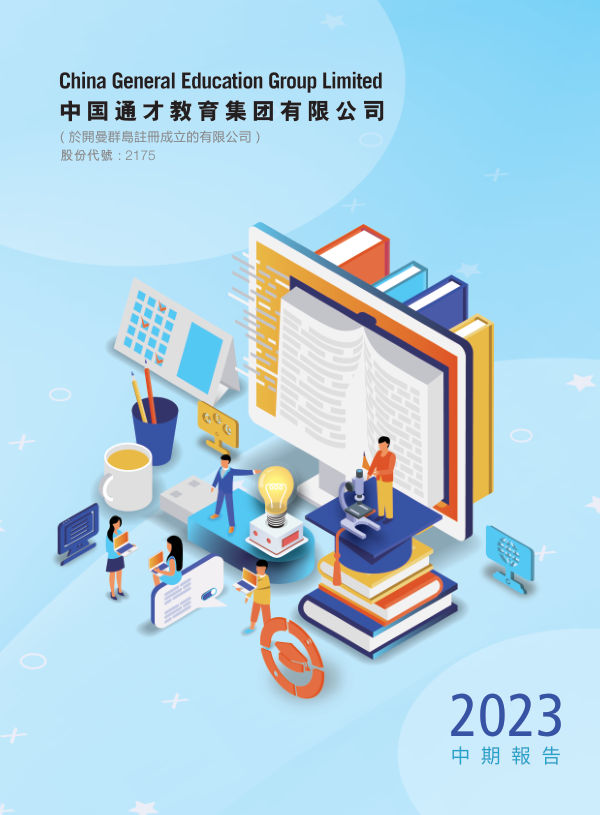 China General Education Group Limited
中国通才教育集团有限公司
(於開曼群島註冊成立的有限公司)
股份代號 : 2175
2023
中期報告